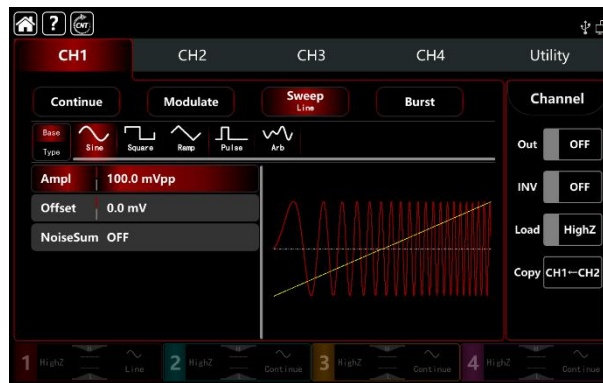 ? CNT
CH1 CH2 CH3 CH4 Utility
Continue Modulate Sweep Burst Channel
Line
Base
Type Sine Square Ramp Pulse Arb
Out OFF
Ampl 100.0 mVpp
INV OFF
Offset 0.0 mV
Load HighZ
NoiseSum OFF
Copy CH1←CH2
1 HighZ Line 2 HighZ Continue 3 HighZ Continue 4 HighZ Continue